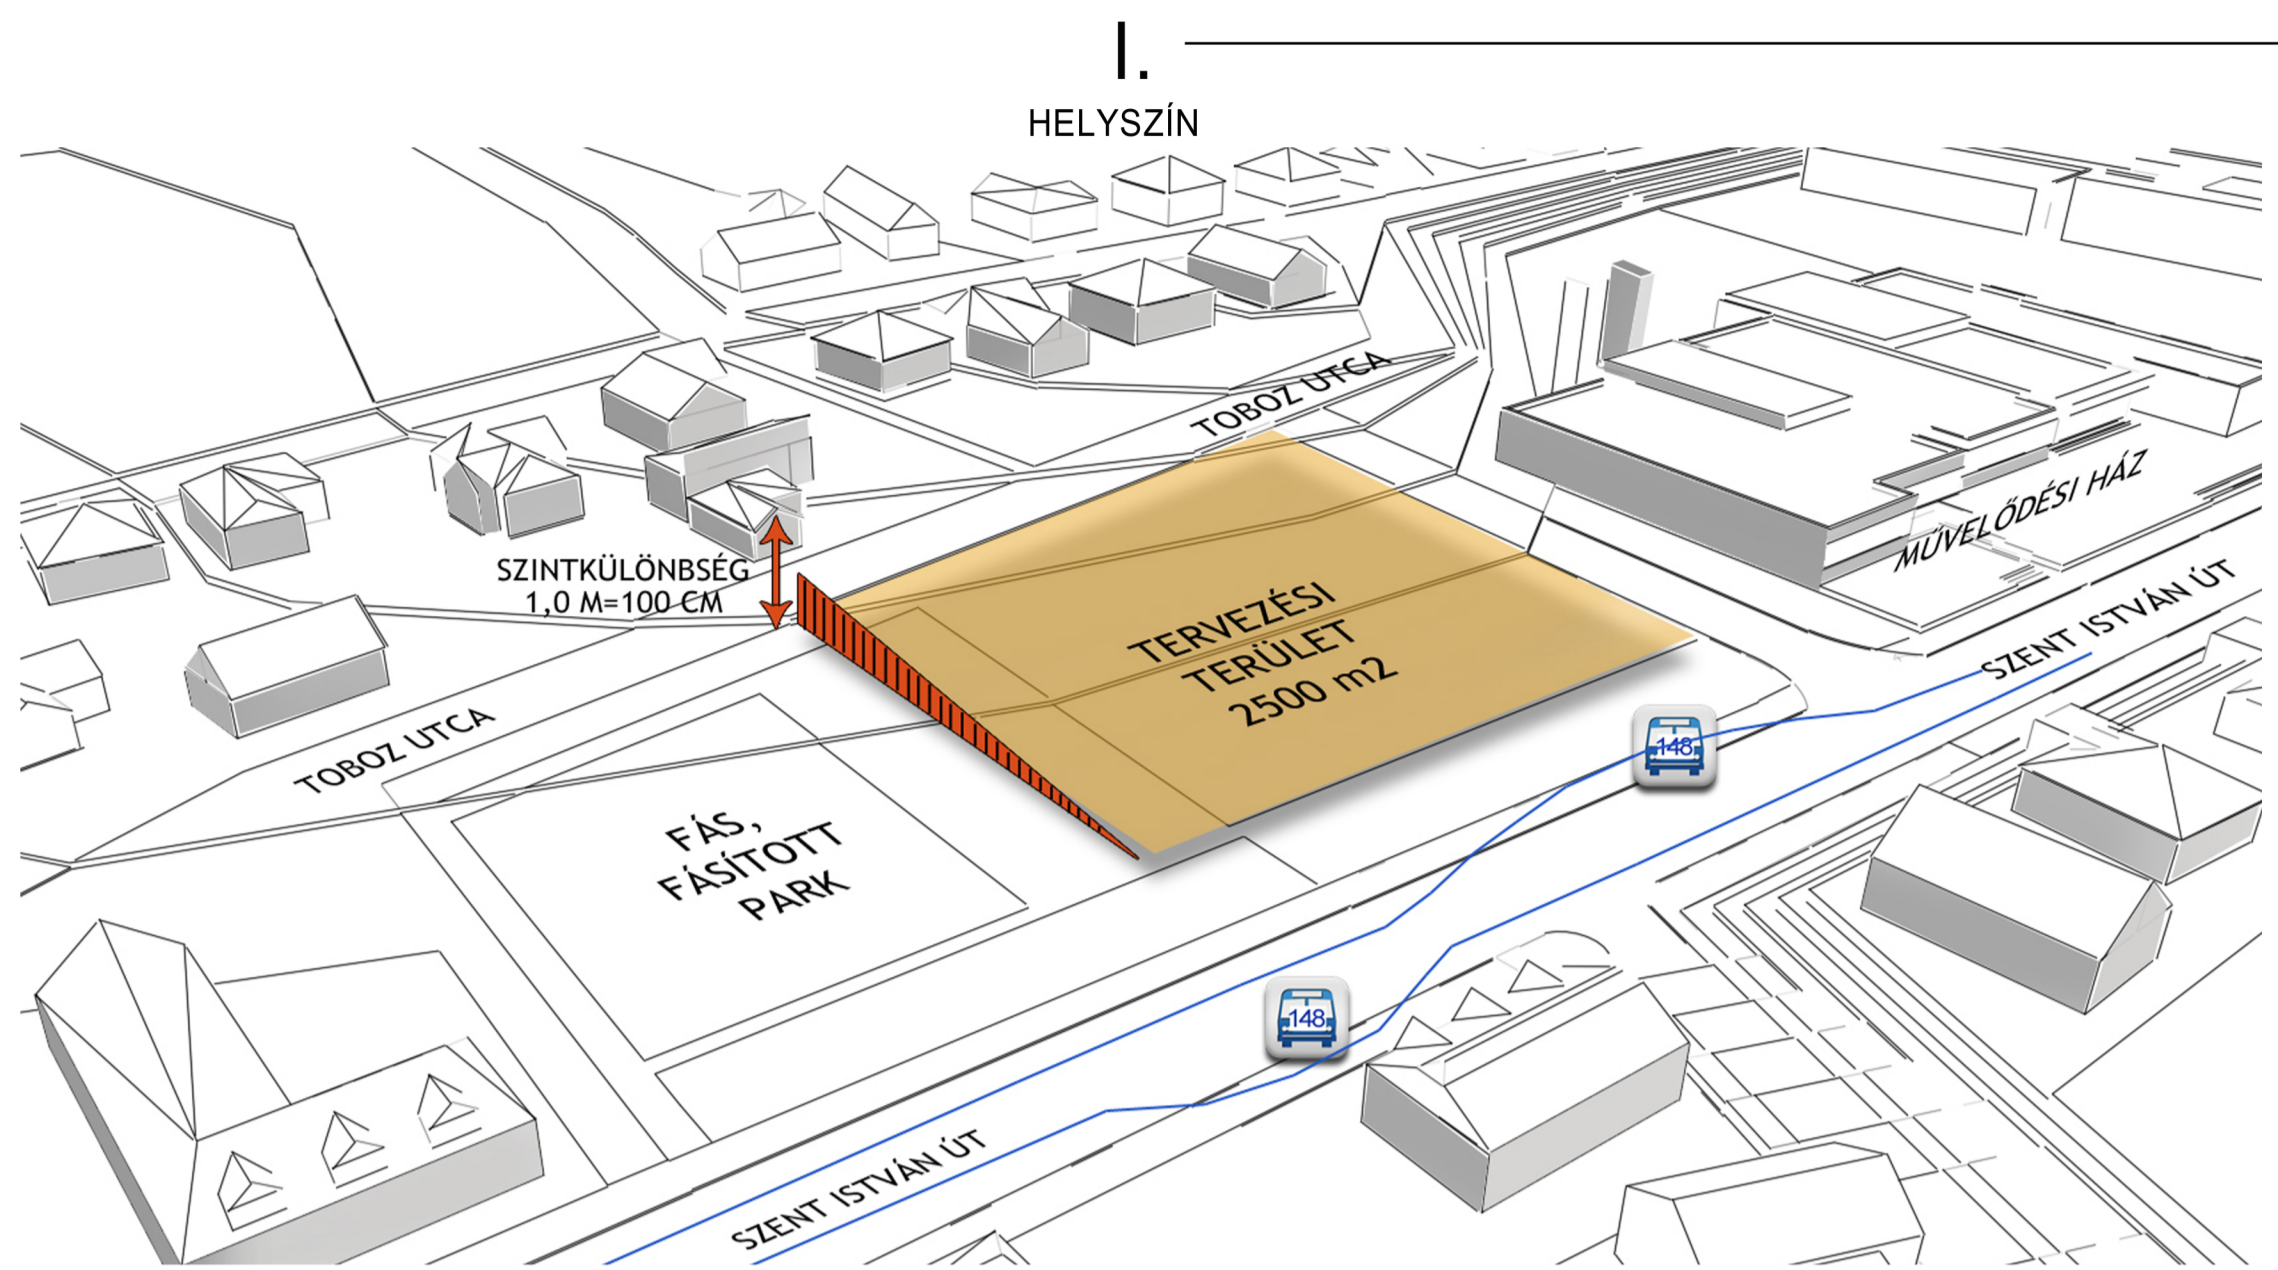 I.
HELYSZÍN
TOBOZ UTCA
MŰVELŐDÉSI HÁZ
SZINTKÜLÖNBSÉG
1,0 M=100 CM
TERVEZÉSI
TERÜLET
2500 m2
SZENT ISTVÁN ÚT
TOBOZ UTCA
148
FÁS,
FÁSÍTOTT
PARK
148
SZENT ISTVÁN ÚT